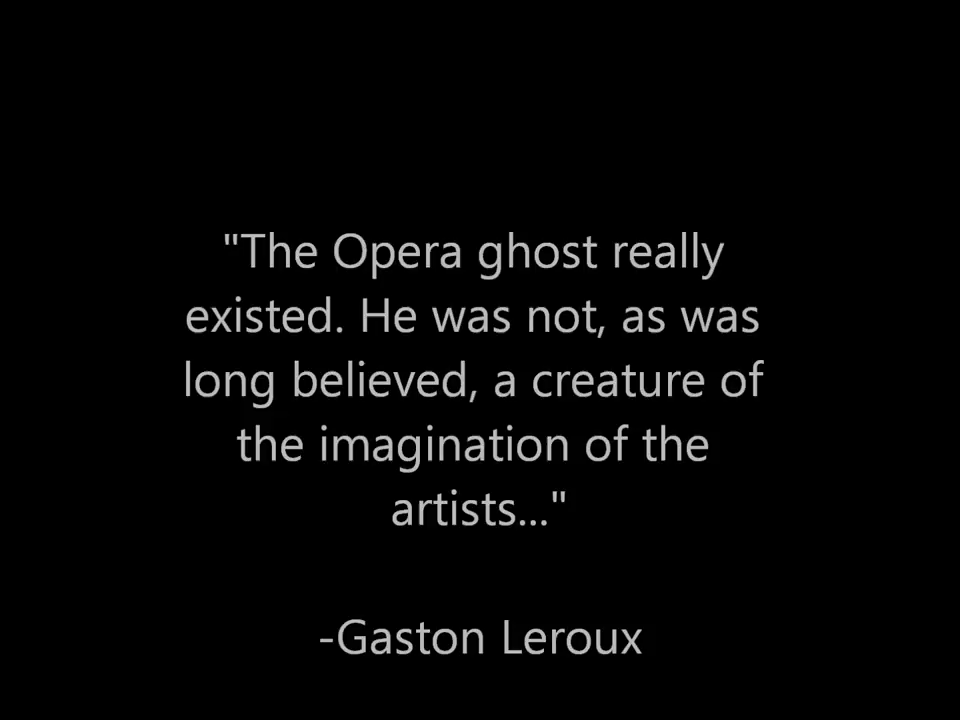 "The Opera ghost really
existed. He was not, as was
long believed, a creature of
the imagination of the
artists..."
-Gaston Leroux